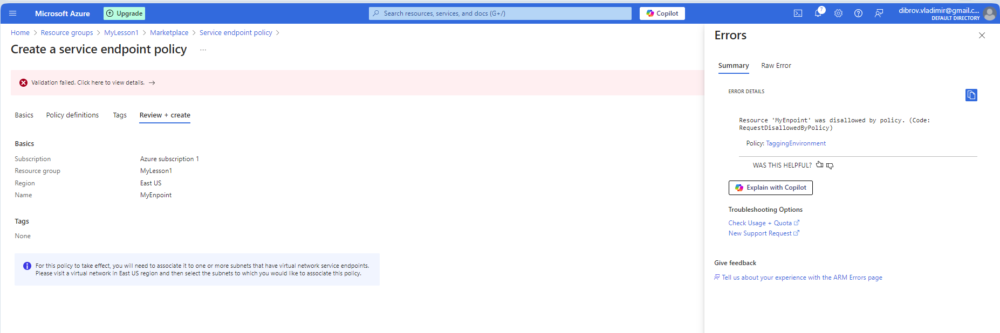 Microsoft Azure
Upgrade
Search resources, services, and docs (G+/)
Copilot
7
dibrov.vladimir@gmail.c...
DEFAULT DIRECTORY
Home > Resource groups > MyLesson1 > Marketplace > Service endpoint policy >
Create a service endpoint policy ...
Validation failed. Click here to view details. →
Basics Policy definitions Tags Review + create
Basics
Subscription Azure subscription 1
Resource group MyLesson1
Region East US
Name MyEnpoint
Tags
None
For this policy to take effect, you will need to associate it to one or more subnets that have virtual network service endpoints.
Please visit a virtual network in East US region and then select the subnets to which you would like to associate this policy.
Errors
Summary Raw Error
ERROR DETAILS
Resource 'MyEnpoint' was disallowed by policy. (Code:
RequestDisallowedByPolicy)
Policy: TaggingEnvironment
WAS THIS HELPFUL?
Explain with Copilot
Troubleshooting Options
Check Usage + Quota
New Support Request
Give feedback
Tell us about your experience with the ARM Errors page